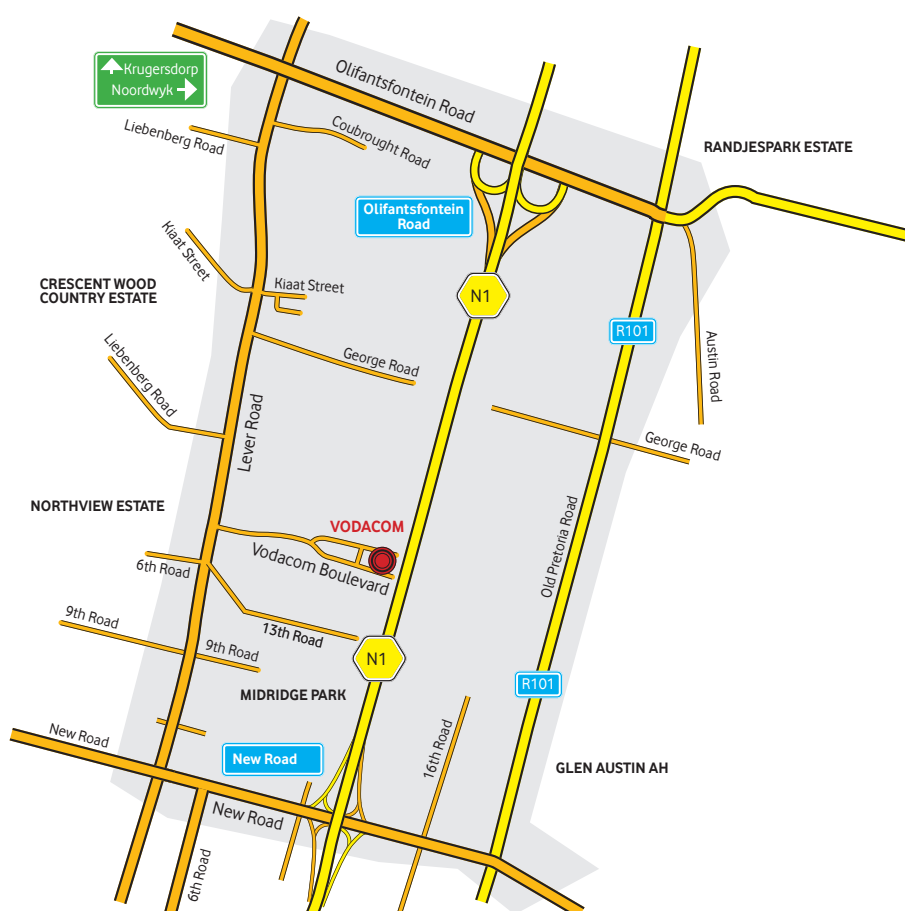 Krugersdorp
Noordwyk
Olifantsfontein Road
Liebenberg Road
Coubrought Road
RANDJESPARK ESTATE
Olifantsfontein
Road
Kiaat Street
Kiaat Street
CRESCENT WOOD
COUNTRY ESTATE
N1
R101
Austin Road
Liebenberg Road
George Road
Lever Road
George Road
NORTHVIEW ESTATE
VODACOM
Vodacom Boulevard
Old Pretoria Road
6th Road
9th Road
13th Road
9th Road
N1
MIDRIDGE PARK
R101
New Road
New Road
16th Road
GLEN AUSTIN AH
New Road
6th Road